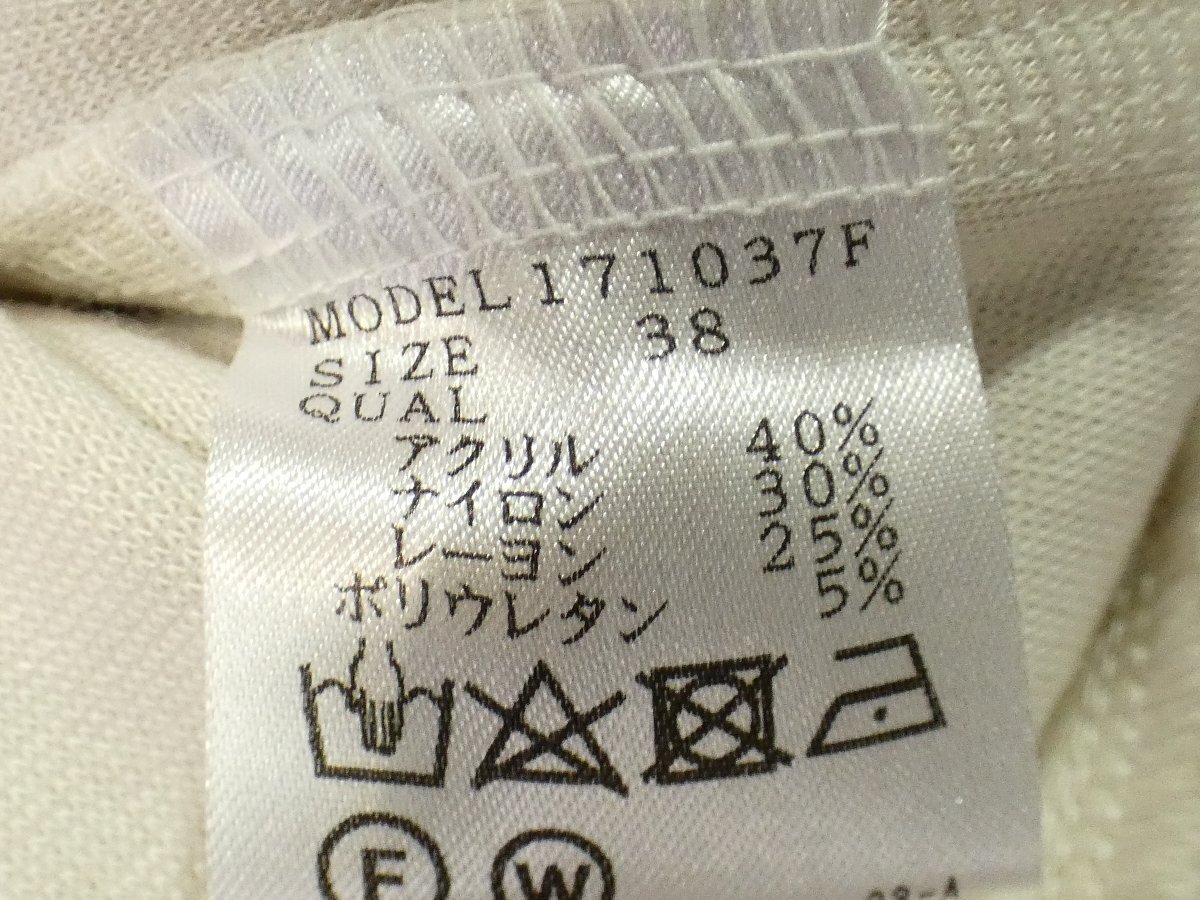 MODEL 171037F
SIZE 38
QUAL
アクリル 40%
ナイロン 30%
レーヨン 25%
ポリウレタン 5%
F W